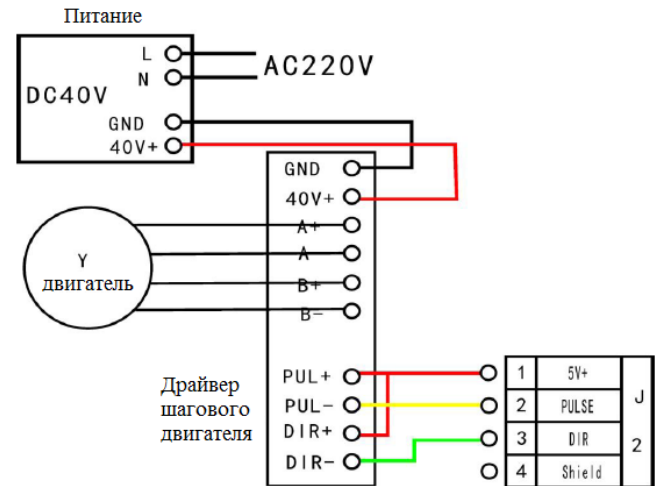 Питание
L
N
AC220V
DC40V
GND
40V+
GND
40V+
A+
A
B+
B-
Y
двигатель
Драйвер
шагового
двигателя
PUL+
PUL-
DIR+
DIR-
1 5V+
2 PULSE
3 DIR
4 Shield
J
2